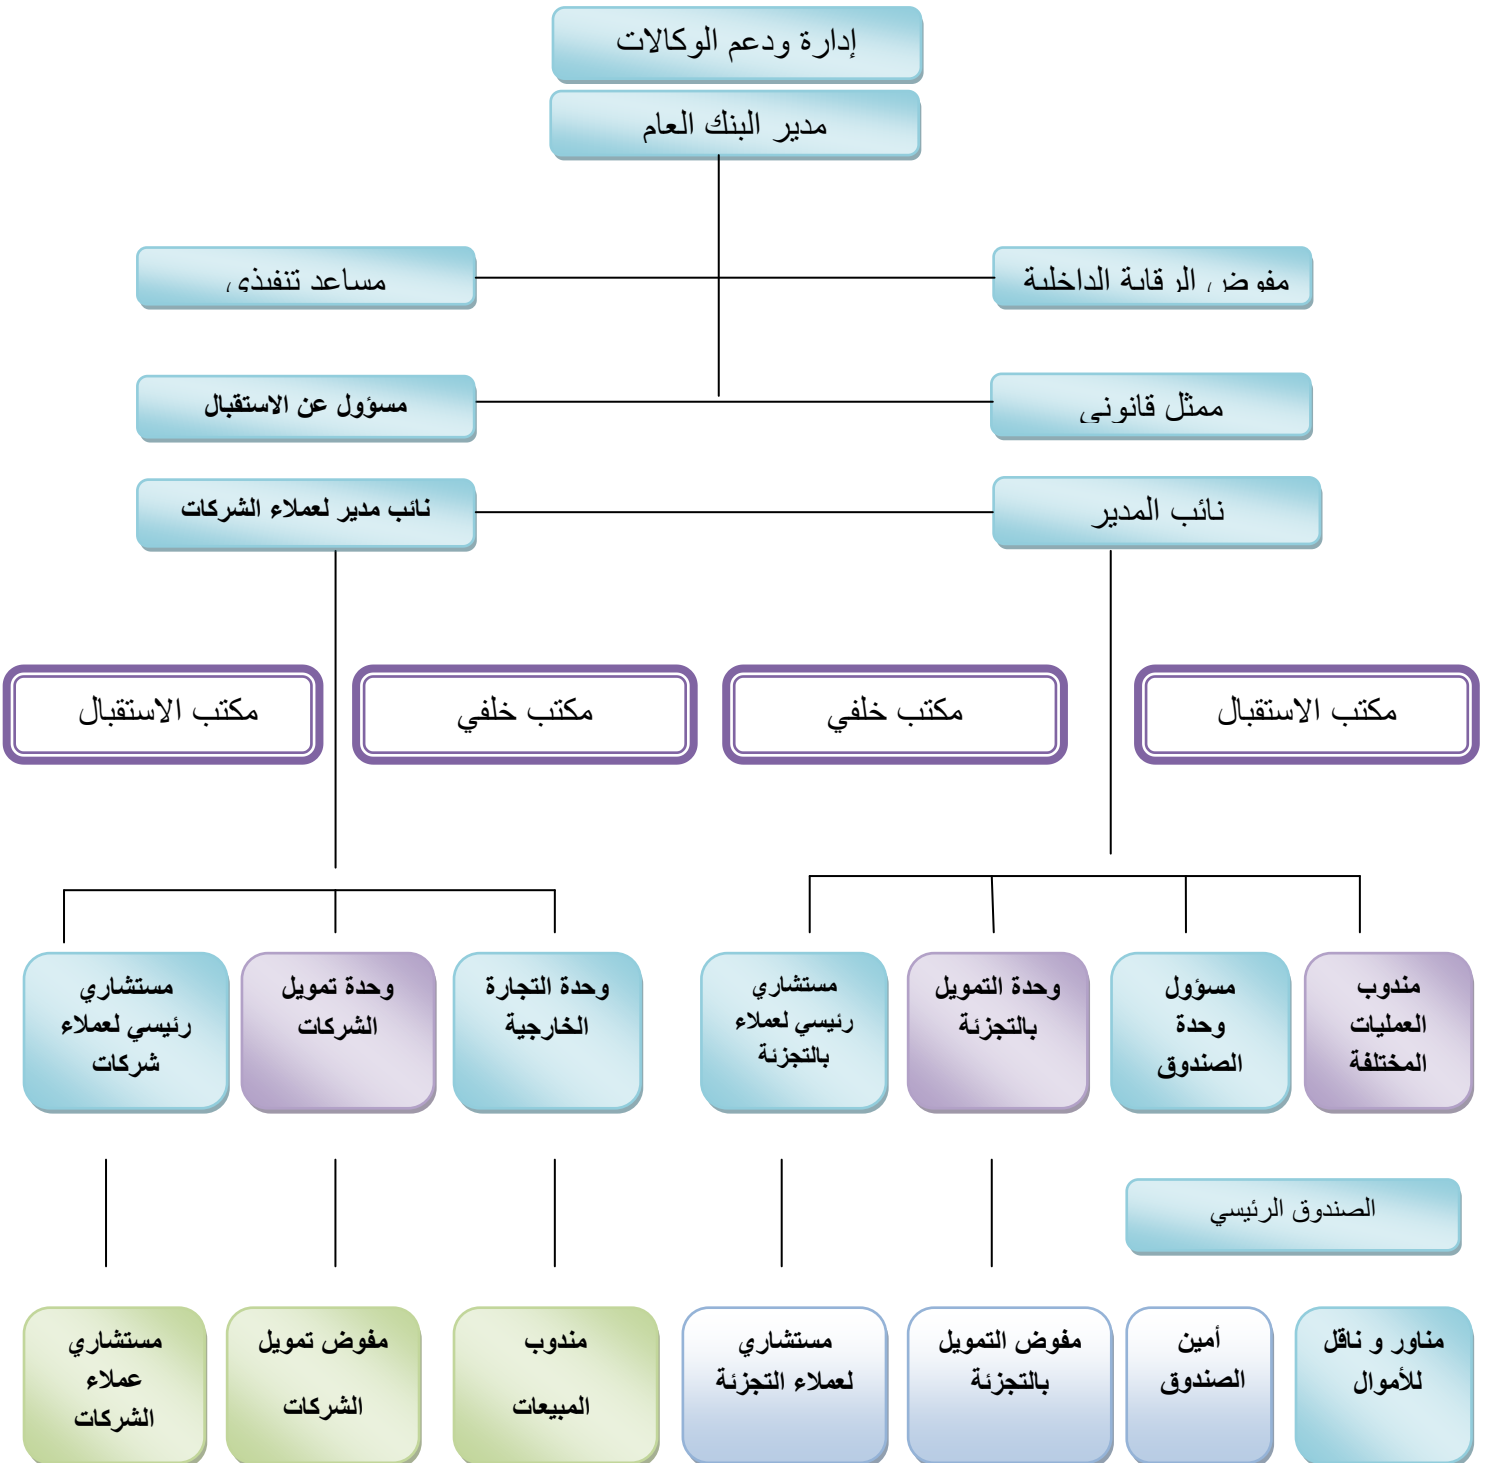 إدارة ودعم الوكالات
مدير البنك العام
مفوض الرقابة الداخلية
مساعد تنفيذي
ممثل قانوني
مسؤول عن الاستقبال
نائب المدير
نائب مدير لعملاء الشركات
مكتب الاستقبال
مكتب خلفي
مكتب خلفي
مكتب الاستقبال
مندوب
العمليات
المختلفة
مسؤول
وحدة
الصندوق
وحدة التمويل
بالتجزئة
مستشاري
رئيسي لعملاء
بالتجزئة
وحدة التجارة
الخارجية
وحدة تمويل
الشركات
مستشاري
رئيسي لعملاء
شركات
الصندوق الرئيسي
مناور و ناقل
للأموال
أمين
الصندوق
مفوض التمويل
بالتجزئة
مستشاري
لعملاء التجزئة
مندوب
المبيعات
مفوض تمويل
الشركات
مستشاري
عملاء
الشركات